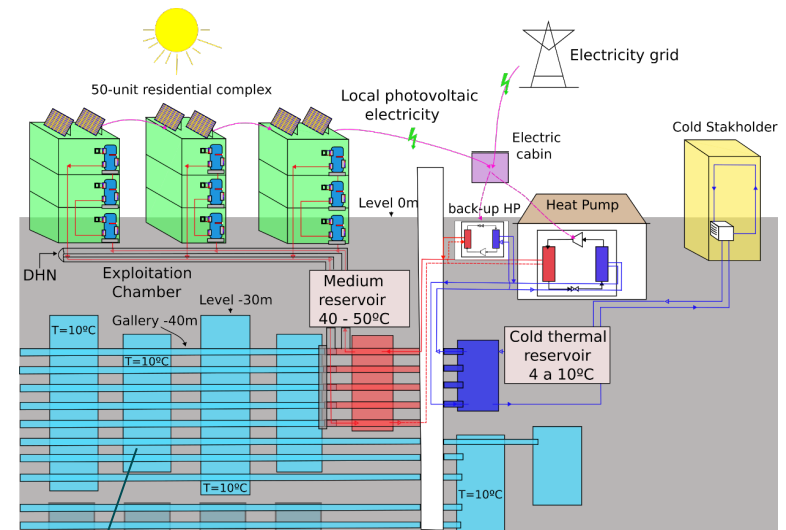 50-unit residential complex
Electricity grid
Local photovoltaic
electricity
Electric
cabin
Cold Stakholder
Level 0m
back-up HP
Heat Pump
DHN
Exploitation
Chamber
Medium
reservoir
40 - 50ºC
Level -30m
Gallery -40m
T=10ºC
T=10ºC
Cold thermal
reservoir
4 a 10ºC
T=10ºC
T=10ºC